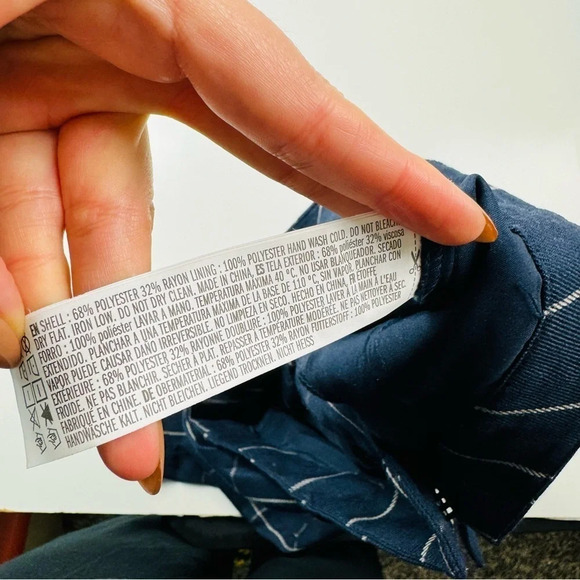 EN SHELL : 68% POLYESTER 32% RAYON LINING : 100% POLYESTER HAND WASH COLD. DO NOT BLEACH
DRY FLAT. IRON LOW. DO NOT DRY CLEAN. MADE IN CHINA. ES TELA EXTERIOR : 68% poliéster 32% viscosa
FORRO : 100% poliéster LAVAR A MANO. TEMPERATURA MÁXIMA 40 °C. NO USAR BLANQUEADOR. SECADO
EXTENDIDO. PLANCHAR A UNA TEMPERATURA MÁXIMA DE LA BASE DE 110 °C, SIN VAPOR. PLANCHAR CON
VAPOR PUEDE CAUSAR DAÑO IRREVERSIBLE. NO LIMPIEZA EN SECO. HECHO EN CHINA. FR ETOFFE
EXTÉRIEURE : 68% POLYESTER 32% RAYONNE DOUBLURE : 100% POLYESTER LAVER À LA MAIN À L'EAU
FROIDE. NE PAS BLANCHIR. SÉCHER À PLAT. REPASSER À TEMPÉRATURE MODÉRÉE. NE PAS NETTOYER À SEC.
FABRIQUÉ EN CHINE DE OBERMATERIAL : 68% POLYESTER 32% RAYON FUTTERSTOFF : 100% POLYESTER
HANDWÄSCHE KALT. NICHT BLEICHEN. LIEGEND TROCKNEN. NICHT HEISS